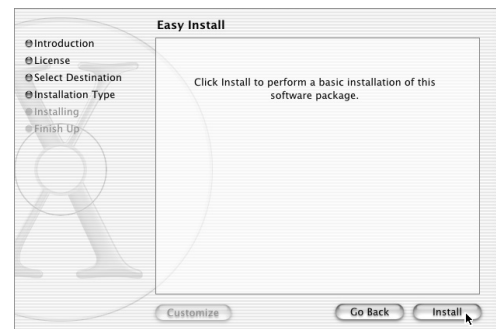 Easy Install
Introduction
License
Select Destination
Installation Type
Installing
Finish Up
Click Install to perform a basic installation of this
software package.
Customize
Go Back
Install